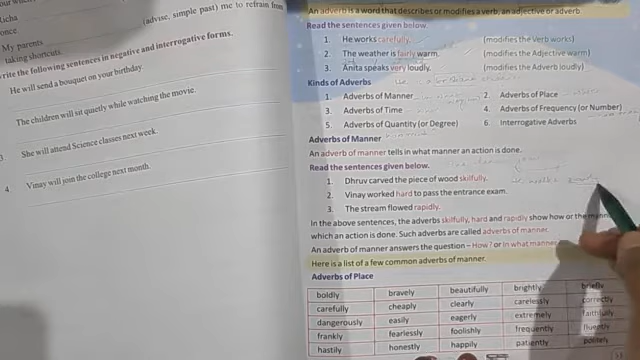 (advise, simple past) me to refrain from
My parents
taking shortcuts.
rite the following sentences in negative and interrogative forms.
He will send a bouquet on your birthday.
The children will sit quietly while watching the movie.
3 She will attend Science classes next week.
4 Vinay will join the college next month.
An adverb is a word that describes or modifies a verb, an adjective or adverb.
Read the sentences given below.
1. He works carefully. (modifies the Verb works)
2. The weather is fairly warm. (modifies the Adjective warm)
3. Anita speaks very loudly. (modifies the Adverb loudly)
Kinds of Adverbs
1. Adverbs of Manner 2. Adverbs of Place
3. Adverbs of Time 4. Adverbs of Frequency (or Number)
5. Adverbs of Quantity (or Degree) 6. Interrogative Adverbs
Adverbs of Manner
An adverb of manner tells in what manner an action is done.
Read the sentences given below.
1. Dhruv carved the piece of wood skilfully.
2. Vinay worked hard to pass the entrance exam.
3. The stream flowed rapidly.
In the above sentences, the adverbs skilfully, hard and rapidly show how or the manner
which an action is done. Such adverbs are called adverbs of manner.
An adverb of manner answers the question – How? or In what manner
Here is a list of a few common adverbs of manner.
Adverbs of Place
boldly bravely beautifully brightly briefly
carefully cheaply clearly carelessly correctly
dangerously easily eagerly extremely faithfully
frankly fearlessly foolishly frequently fluently
hastily honestly happily patiently politely